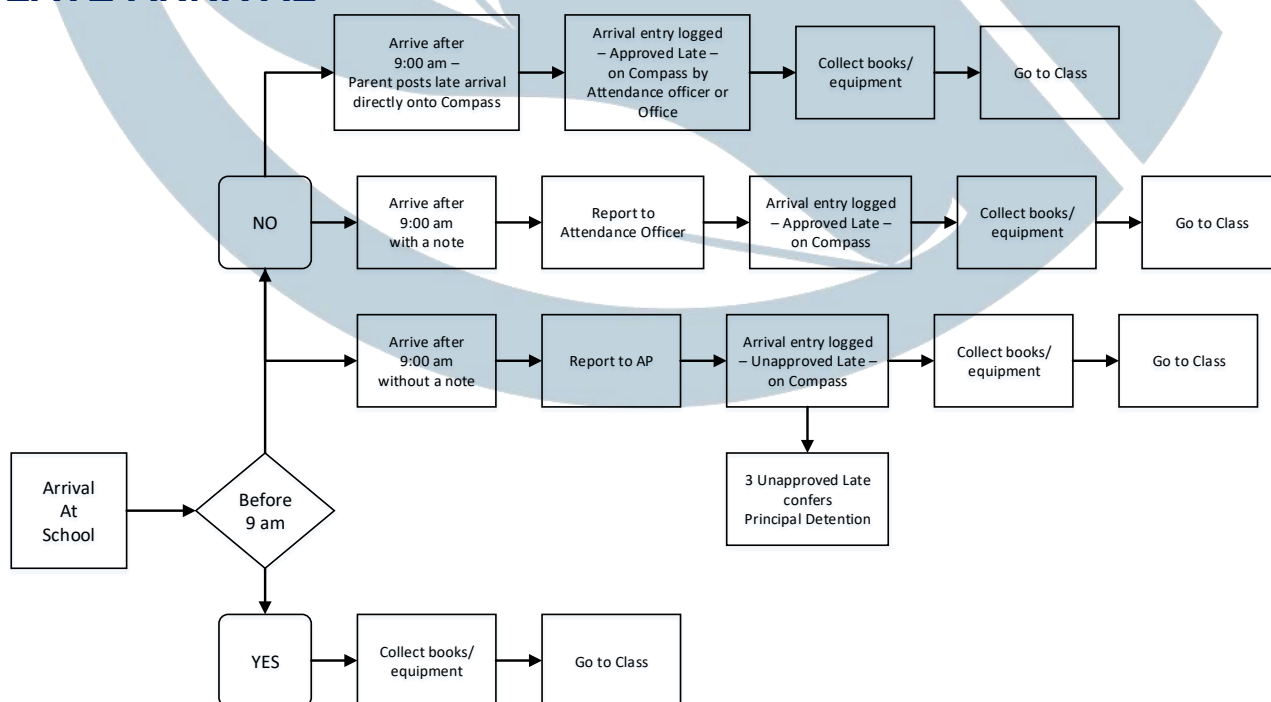 LATE ARRIVAL
Arrive after
9:00 am –
Parent posts late arrival
directly onto Compass
Arrival entry logged
– Approved Late –
on Compass by
Attendance officer or
Office
Collect books/
equipment
Go to Class
NO
Arrive after
9:00 am
with a note
Report to
Attendance Officer
Arrival entry logged
– Approved Late –
on Compass
Collect books/
equipment
Go to Class
Arrive after
9:00 am
without a note
Report to AP
Arrival entry logged
– Unapproved Late –
on Compass
Collect books/
equipment
Go to Class
3 Unapproved Late
confers
Principal Detention
Arrival
At
School
Before
9 am
YES
Collect books/
equipment
Go to Class